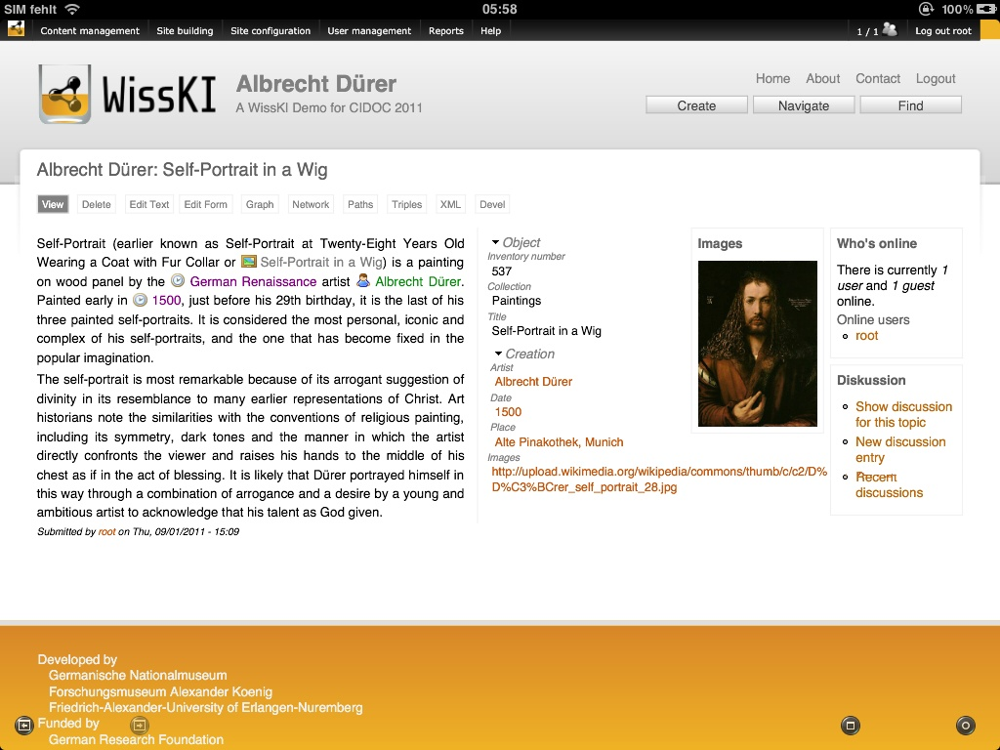 SIM fehlt 05:58 100%
Content management Site building Site configuration User management Reports Help 1 / 1 Log out root
WissKI
Albrecht Dürer
A WissKI Demo for CIDOC 2011
Home About Contact Logout
Create Navigate Find
Albrecht Dürer: Self-Portrait in a Wig
View Delete Edit Text Edit Form Graph Network Paths Triples XML Devel
Self-Portrait (earlier known as Self-Portrait at Twenty-Eight Years Old
Wearing a Coat with Fur Collar or Self-Portrait in a Wig) is a painting
on wood panel by the German Renaissance artist Albrecht Dürer.
Painted early in 1500, just before his 29th birthday, it is the last of his
three painted self-portraits. It is considered the most personal, iconic and
complex of his self-portraits, and the one that has become fixed in the
popular imagination.
The self-portrait is most remarkable because of its arrogant suggestion of
divinity in its resemblance to many earlier representations of Christ. Art
historians note the similarities with the conventions of religious painting,
including its symmetry, dark tones and the manner in which the artist
directly confronts the viewer and raises his hands to the middle of his
chest as if in the act of blessing. It is likely that Dürer portrayed himself in
this way through a combination of arrogance and a desire by a young and
ambitious artist to acknowledge that his talent as God given.
Submitted by root on Thu, 09/01/2011 - 15:09
Object
Inventory number
537
Collection
Paintings
Title
Self-Portrait in a Wig
Creation
Artist
Albrecht Dürer
Date
1500
Place
Alte Pinakothek, Munich
Images
http://upload.wikimedia.org/wikipedia/commons/thumb/c/c2/D%
D%C3%BCrer_self_portrait_28.jpg
Images
Who's online
There is currently 1
user and 1 guest
online.
Online users
root
Discussion
Show discussion
for this topic
New discussion
entry
Recent
discussions
Developed by
Germanische Nationalmuseum
Forschungsmuseum Alexander Koenig
Friedrich-Alexander-University of Erlangen-Nuremberg
Funded by
German Research Foundation